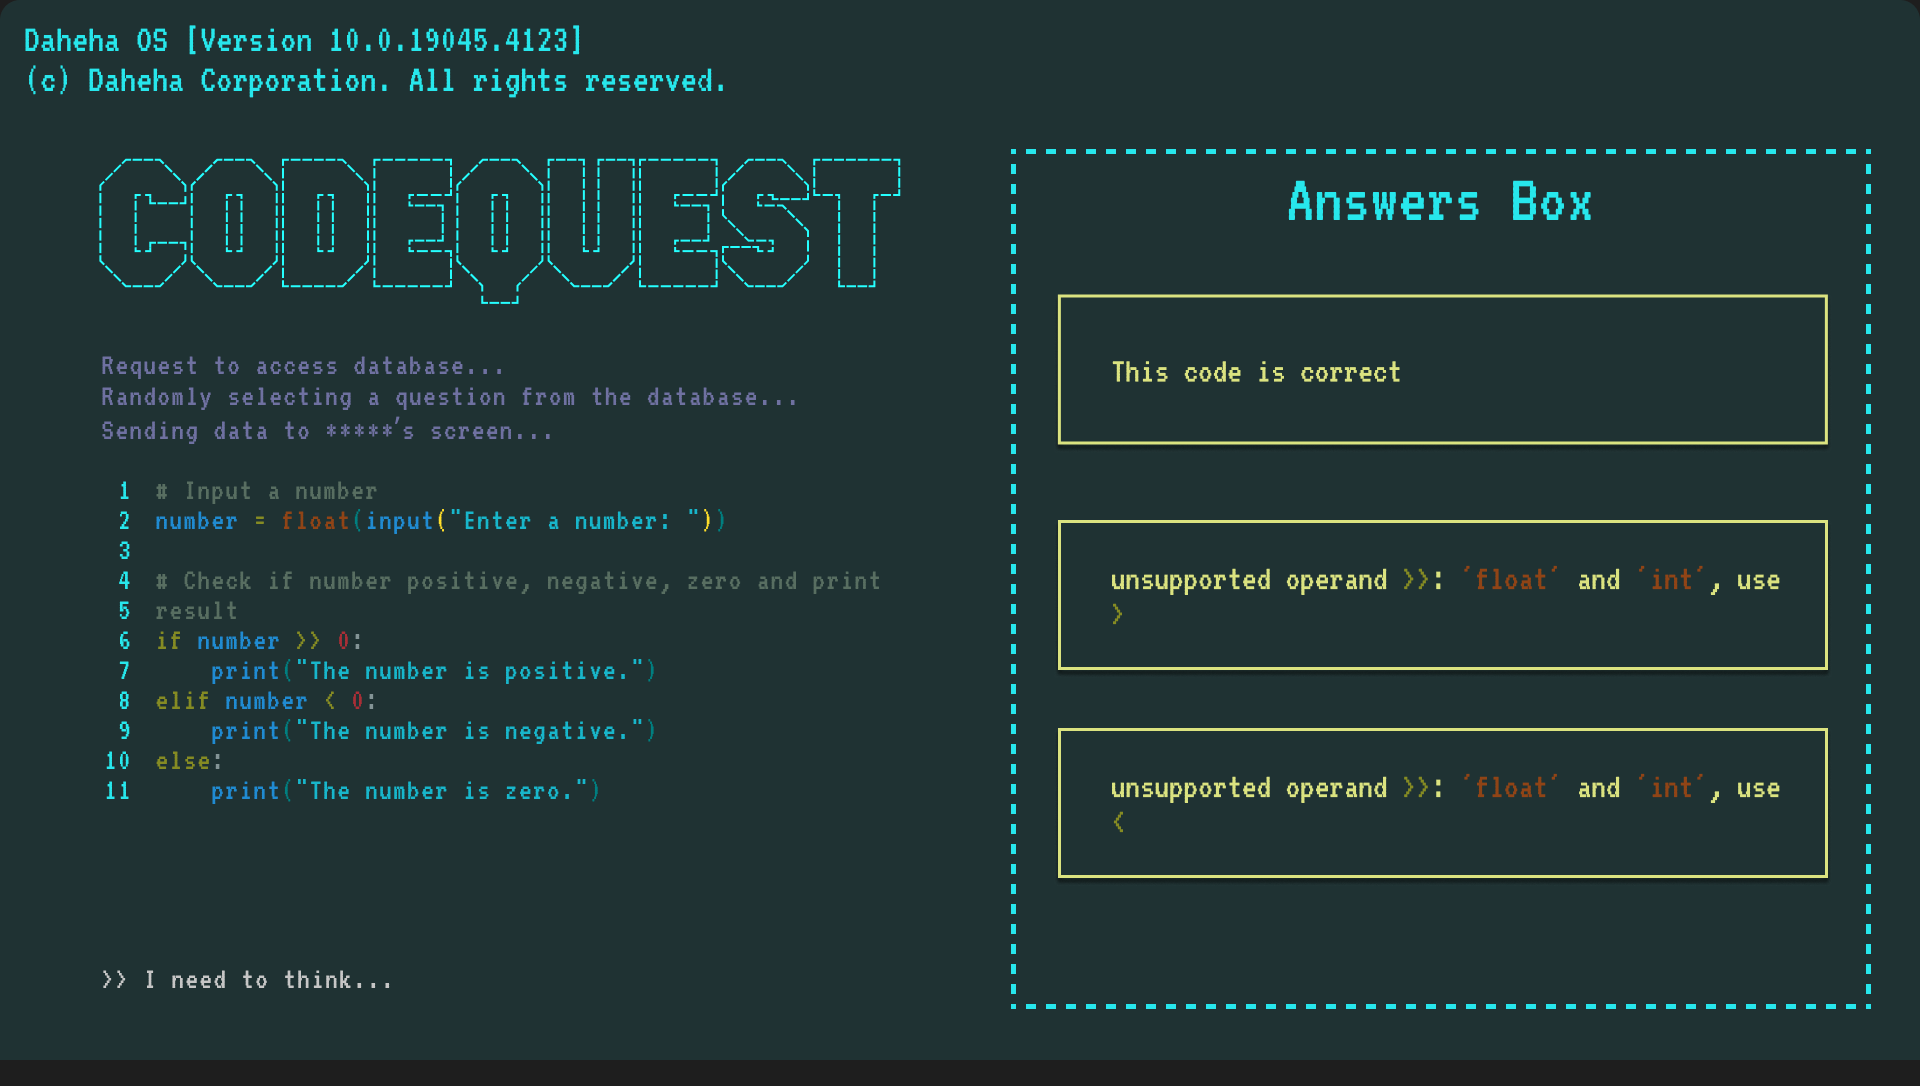 Daheha OS [Version 10.0.19045.4123]
(c) Daheha Corporation. All rights reserved.
CODEQUEST
Request to access database...
Randomly selecting a question from the database...
Sending data to *****'s screen...
1 # Input a number
2 number = float(input("Enter a number: "))
3
4 # Check if number positive, negative, zero and print
5 result
6 if number >> 0:
7     print("The number is positive.")
8 elif number < 0:
9     print("The number is negative.")
10 else:
11     print("The number is zero.")
>> I need to think...
Answers Box
This code is correct
unsupported operand >>: ´float´ and ´int´, use
>
unsupported operand >>: ´float´ and ´int´, use
<